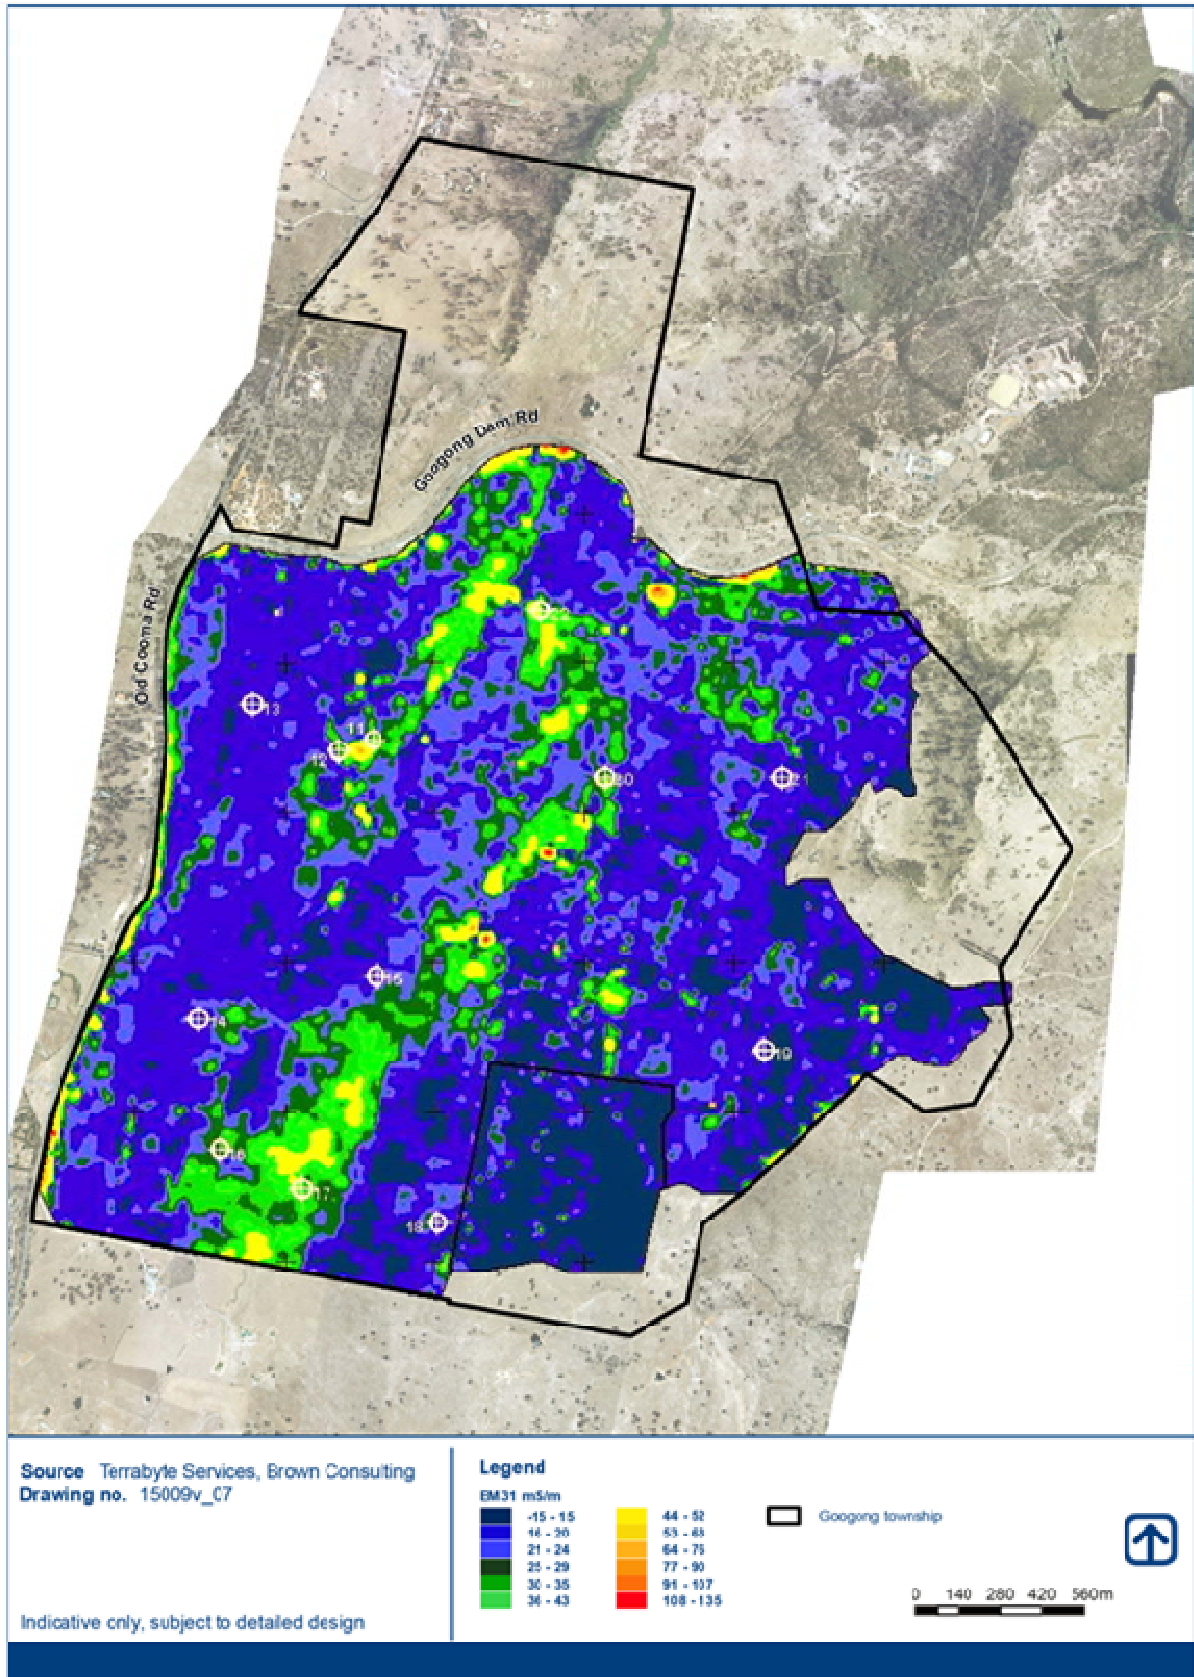 Googong Dam Rd
Old Cooma Rd
13
11
12
20
21
15
14
19
16
17
18
Source Terrabyte Services, Brown Consulting
Drawing no. 15009v_07
Indicative only, subject to detailed design
Legend
EM31 mS/m
-15 - 15
16 - 20
21 - 24
25 - 29
30 - 35
36 - 43
44 - 52
53 - 63
64 - 76
77 - 90
91 - 107
108 - 135
Googong township
0 140 280 420 560m